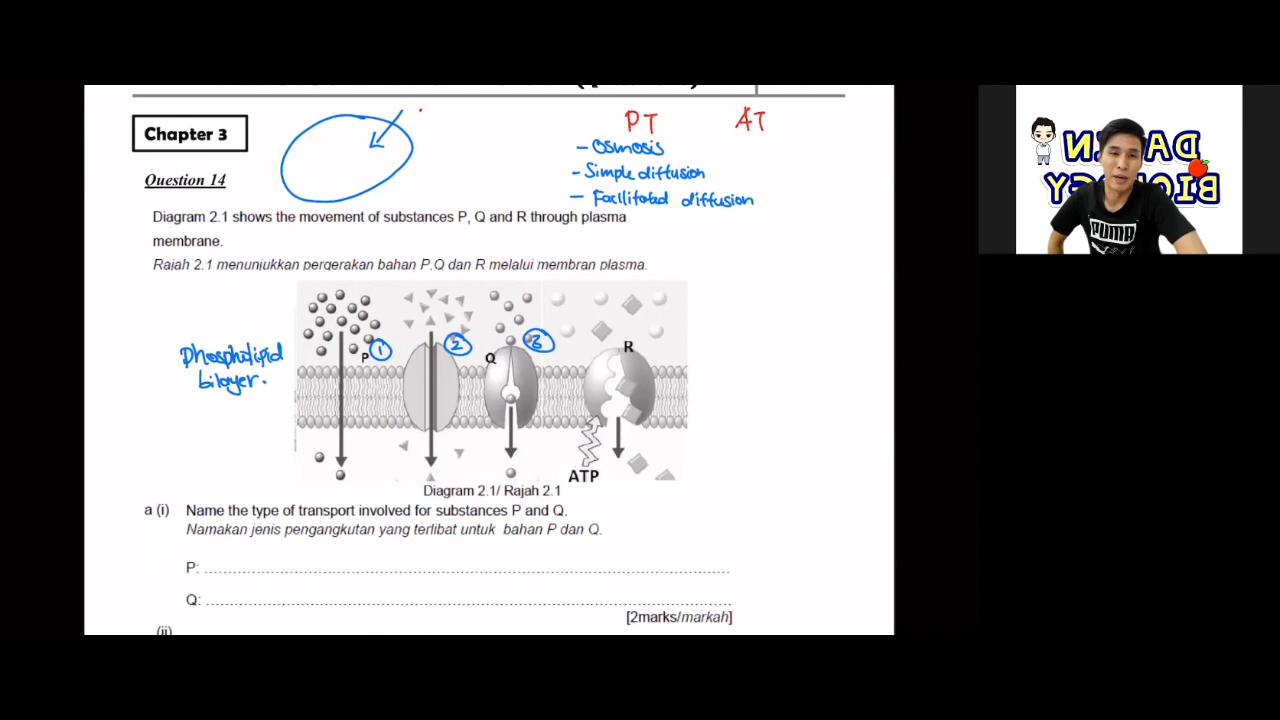 Chapter 3
PT AT
- Osmosis
- Simple diffusion
- Facilitated diffusion
Question 14
Diagram 2.1 shows the movement of substances P, Q and R through plasma
membrane.
Rajah 2.1 menunjukkan pergerakan bahan P,Q dan R melalui membran plasma.
Phospholipid
bilayer.
P 1 2 Q 3 R
ATP
Diagram 2.1/ Rajah 2.1
a (i) Name the type of transport involved for substances P and Q.
Namakan jenis pengangkutan yang terlibat untuk bahan P dan Q.
P: ........................................................................
Q: ........................................................................
[2marks/markah]
(ii)
BIOLOGY
PUMA